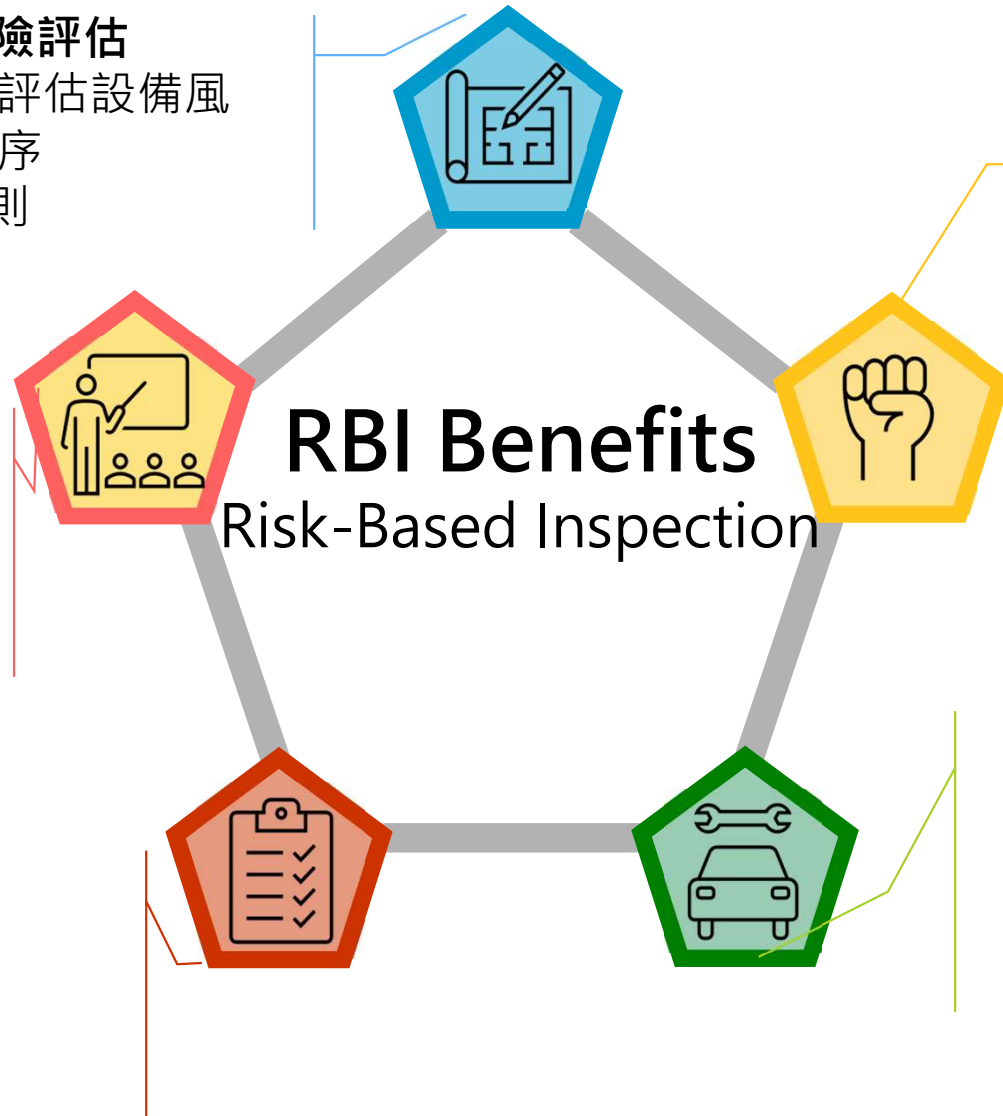 險評估
評估設備風
序
則
RBI Benefits
Risk-Based Inspection